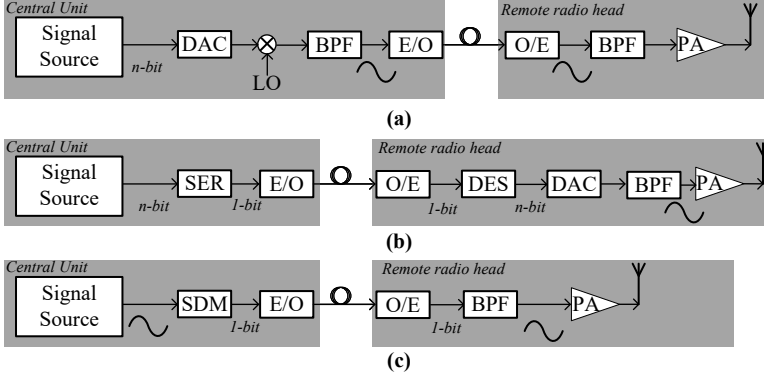 Central Unit
Remote radio head
Signal Source
n-bit
DAC
LO
BPF
E/O
O/E
BPF
PA
(a)
Central Unit
Remote radio head
Signal Source
n-bit
SER
1-bit
E/O
O/E
1-bit
DES
n-bit
DAC
BPF
PA
(b)
Central Unit
Remote radio head
Signal Source
SDM
1-bit
E/O
O/E
1-bit
BPF
PA
(c)